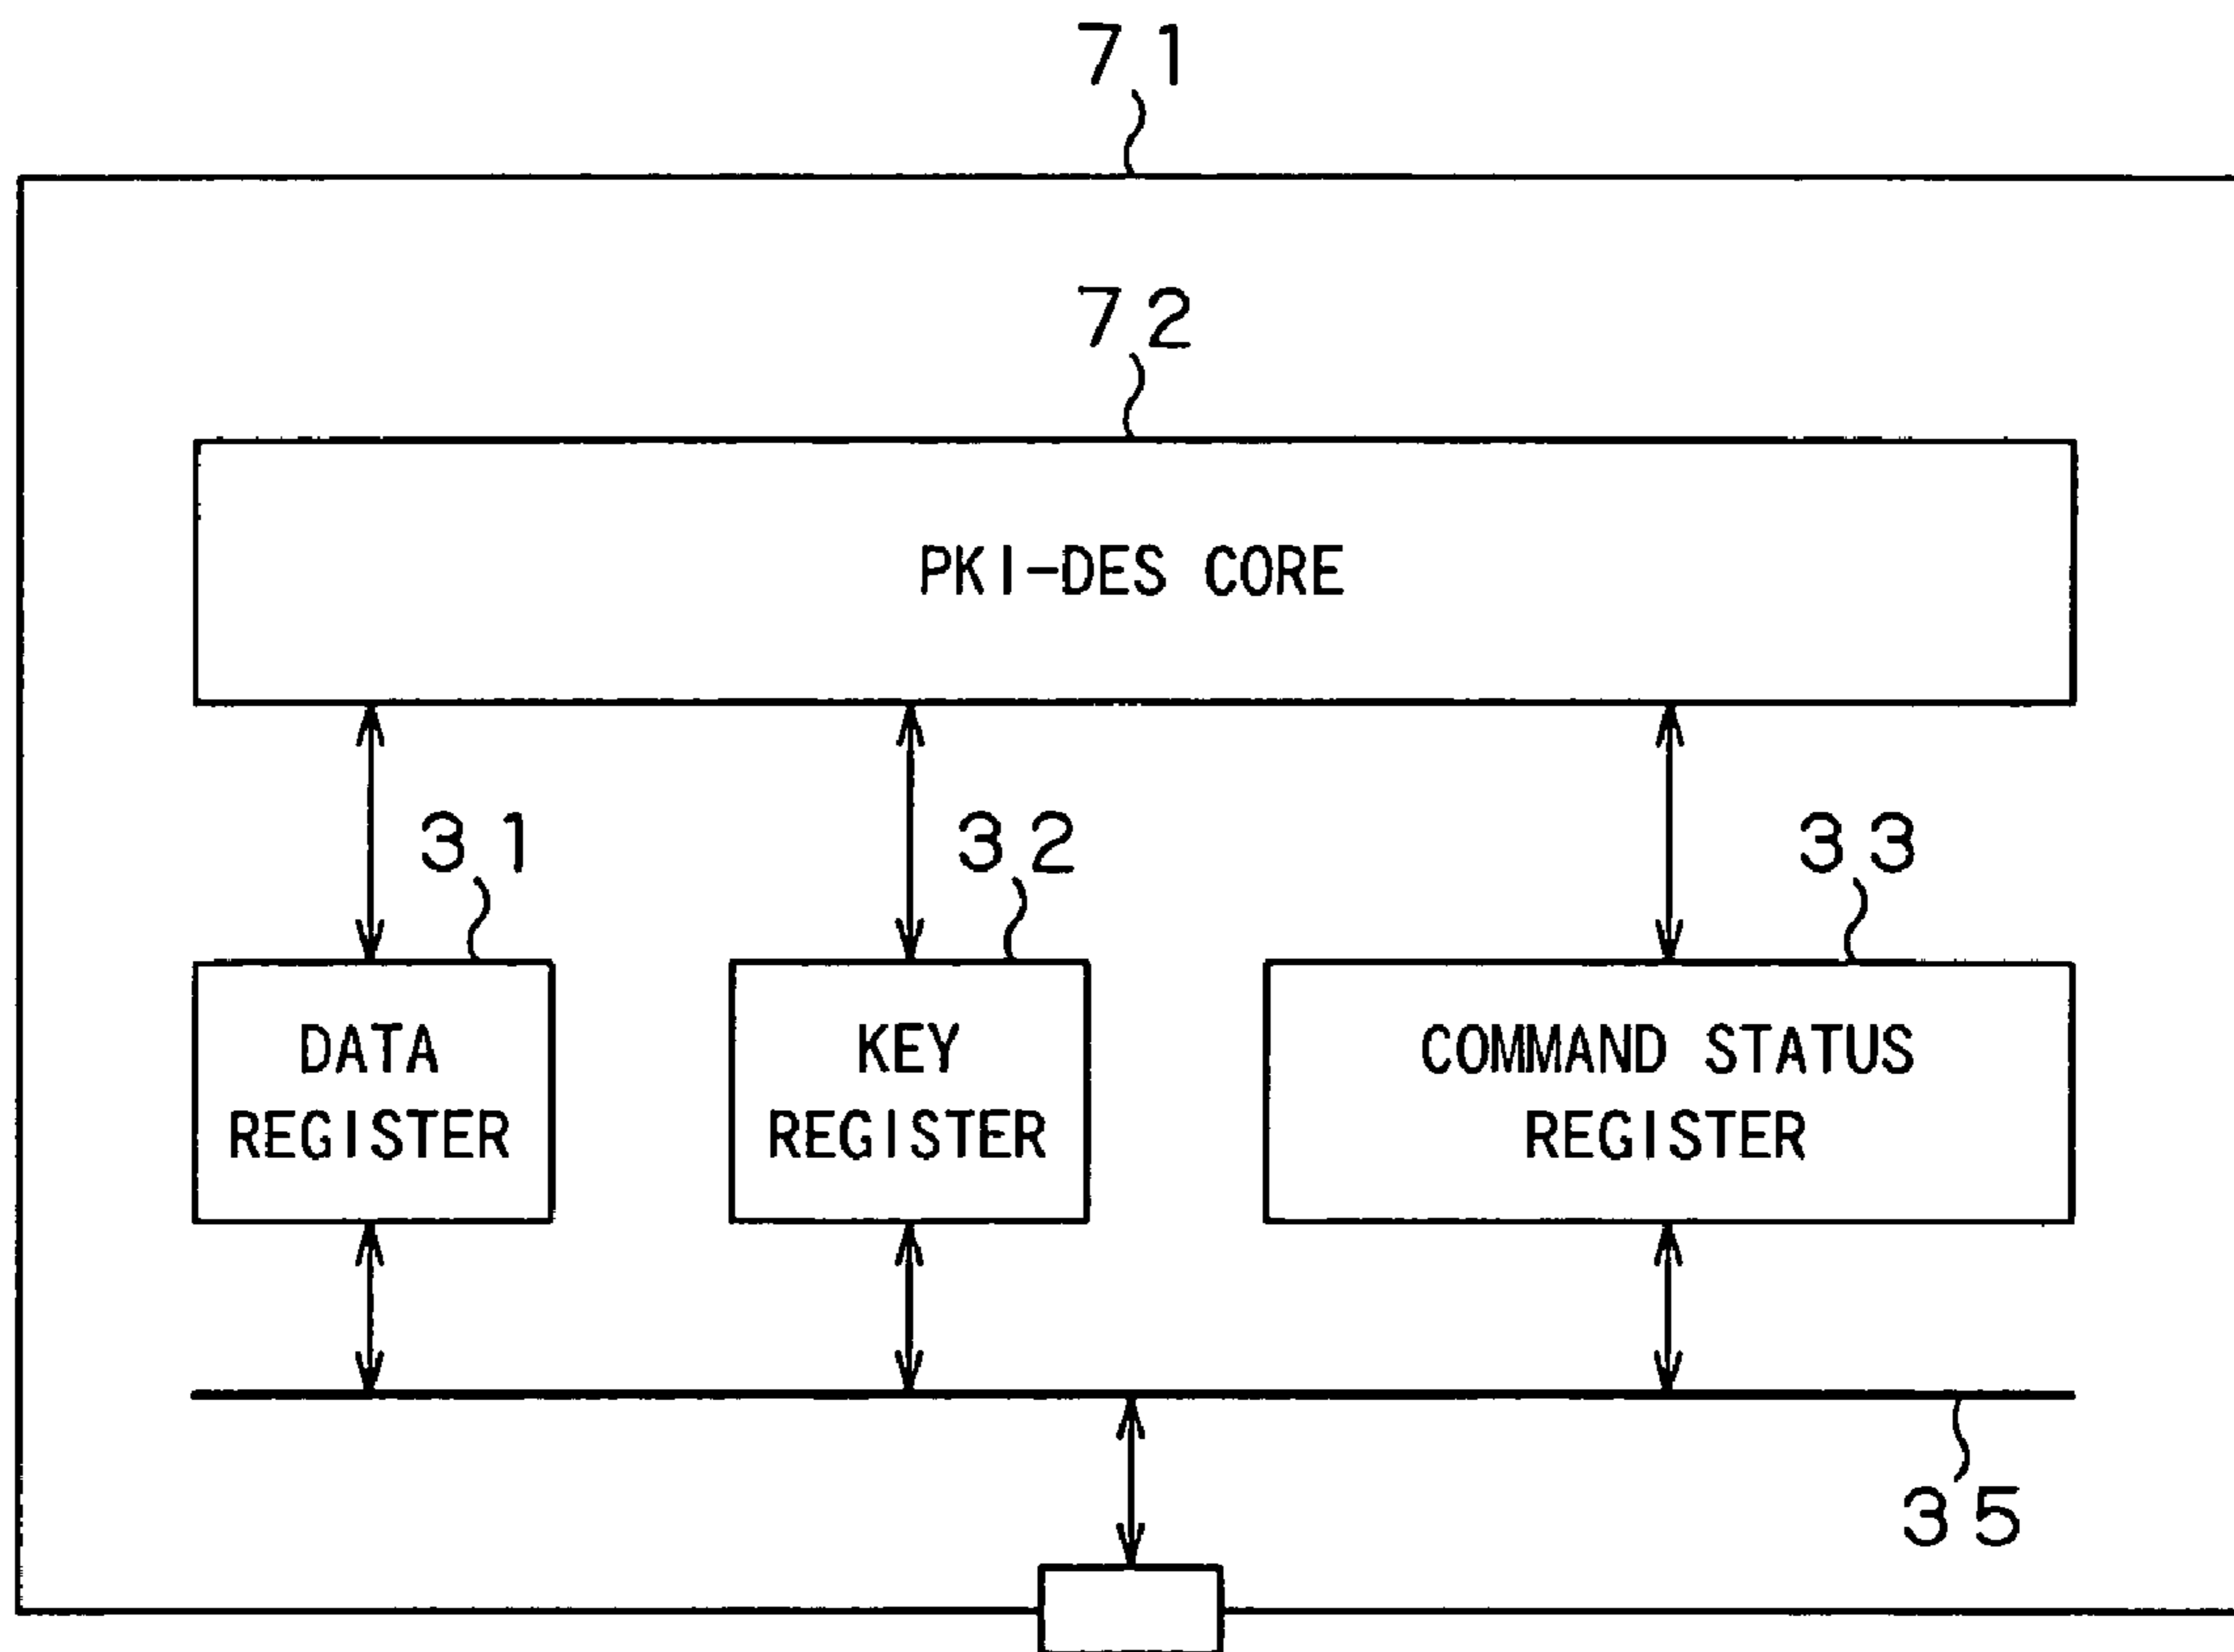 71
72
PKI-DES CORE
31
32
33
DATA
REGISTER
KEY
REGISTER
COMMAND STATUS
REGISTER
35